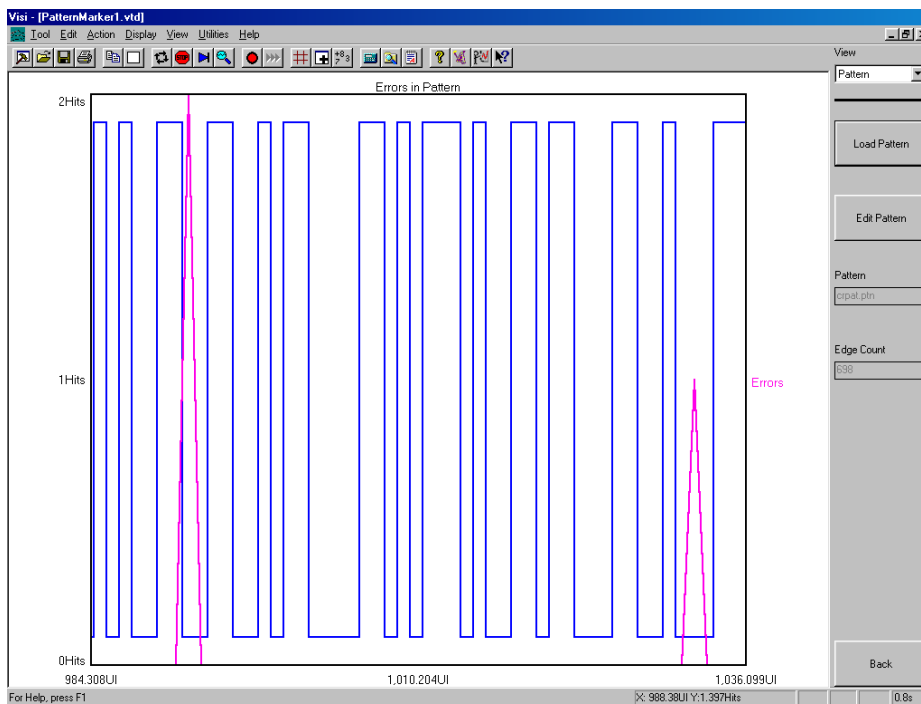 Visi - [PatternMarker1.vtd]
Tool Edit Action Display View Utilities Help
View
Pattern
Errors in Pattern
2Hits
Load Pattern
Edit Pattern
Pattern
crpat.ptn
Edge Count
698
1Hits
Errors
0Hits
984.308UI
1,010.204UI
1,036.099UI
Back
For Help, press F1
X: 988.38UI Y:1.397Hits
0.8s